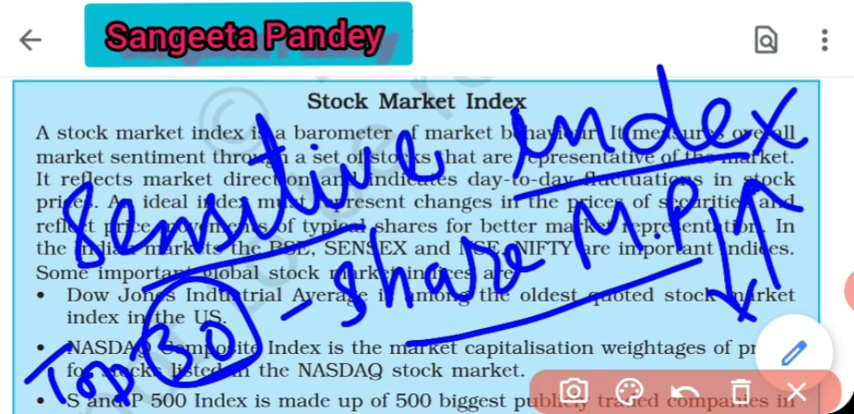 Sangeeta Pandey
Stock Market Index
A stock market index is a barometer of market behaviour. It measures overall
market sentiment through a set of stocks that are representative of the market.
It reflects market direction and indicates day-to-day fluctuations in stock
prices. An ideal index must represent changes in the prices of securities and
reflect price movements of typical shares for better market representation. In
the Indian markets the BSE, SENSEX and NSE, NIFTY are important indices.
Some important global stock market indices are:
• Dow Jones Industrial Average is among the oldest quoted stock market
index in the US.
• NASDAQ Composite Index is the market capitalisation weightages of
for stocks listed on the NASDAQ stock market.
• S and P 500 Index is made up of 500 biggest publicly traded companies in
Sensitive index
Top 30 - Share M.P.